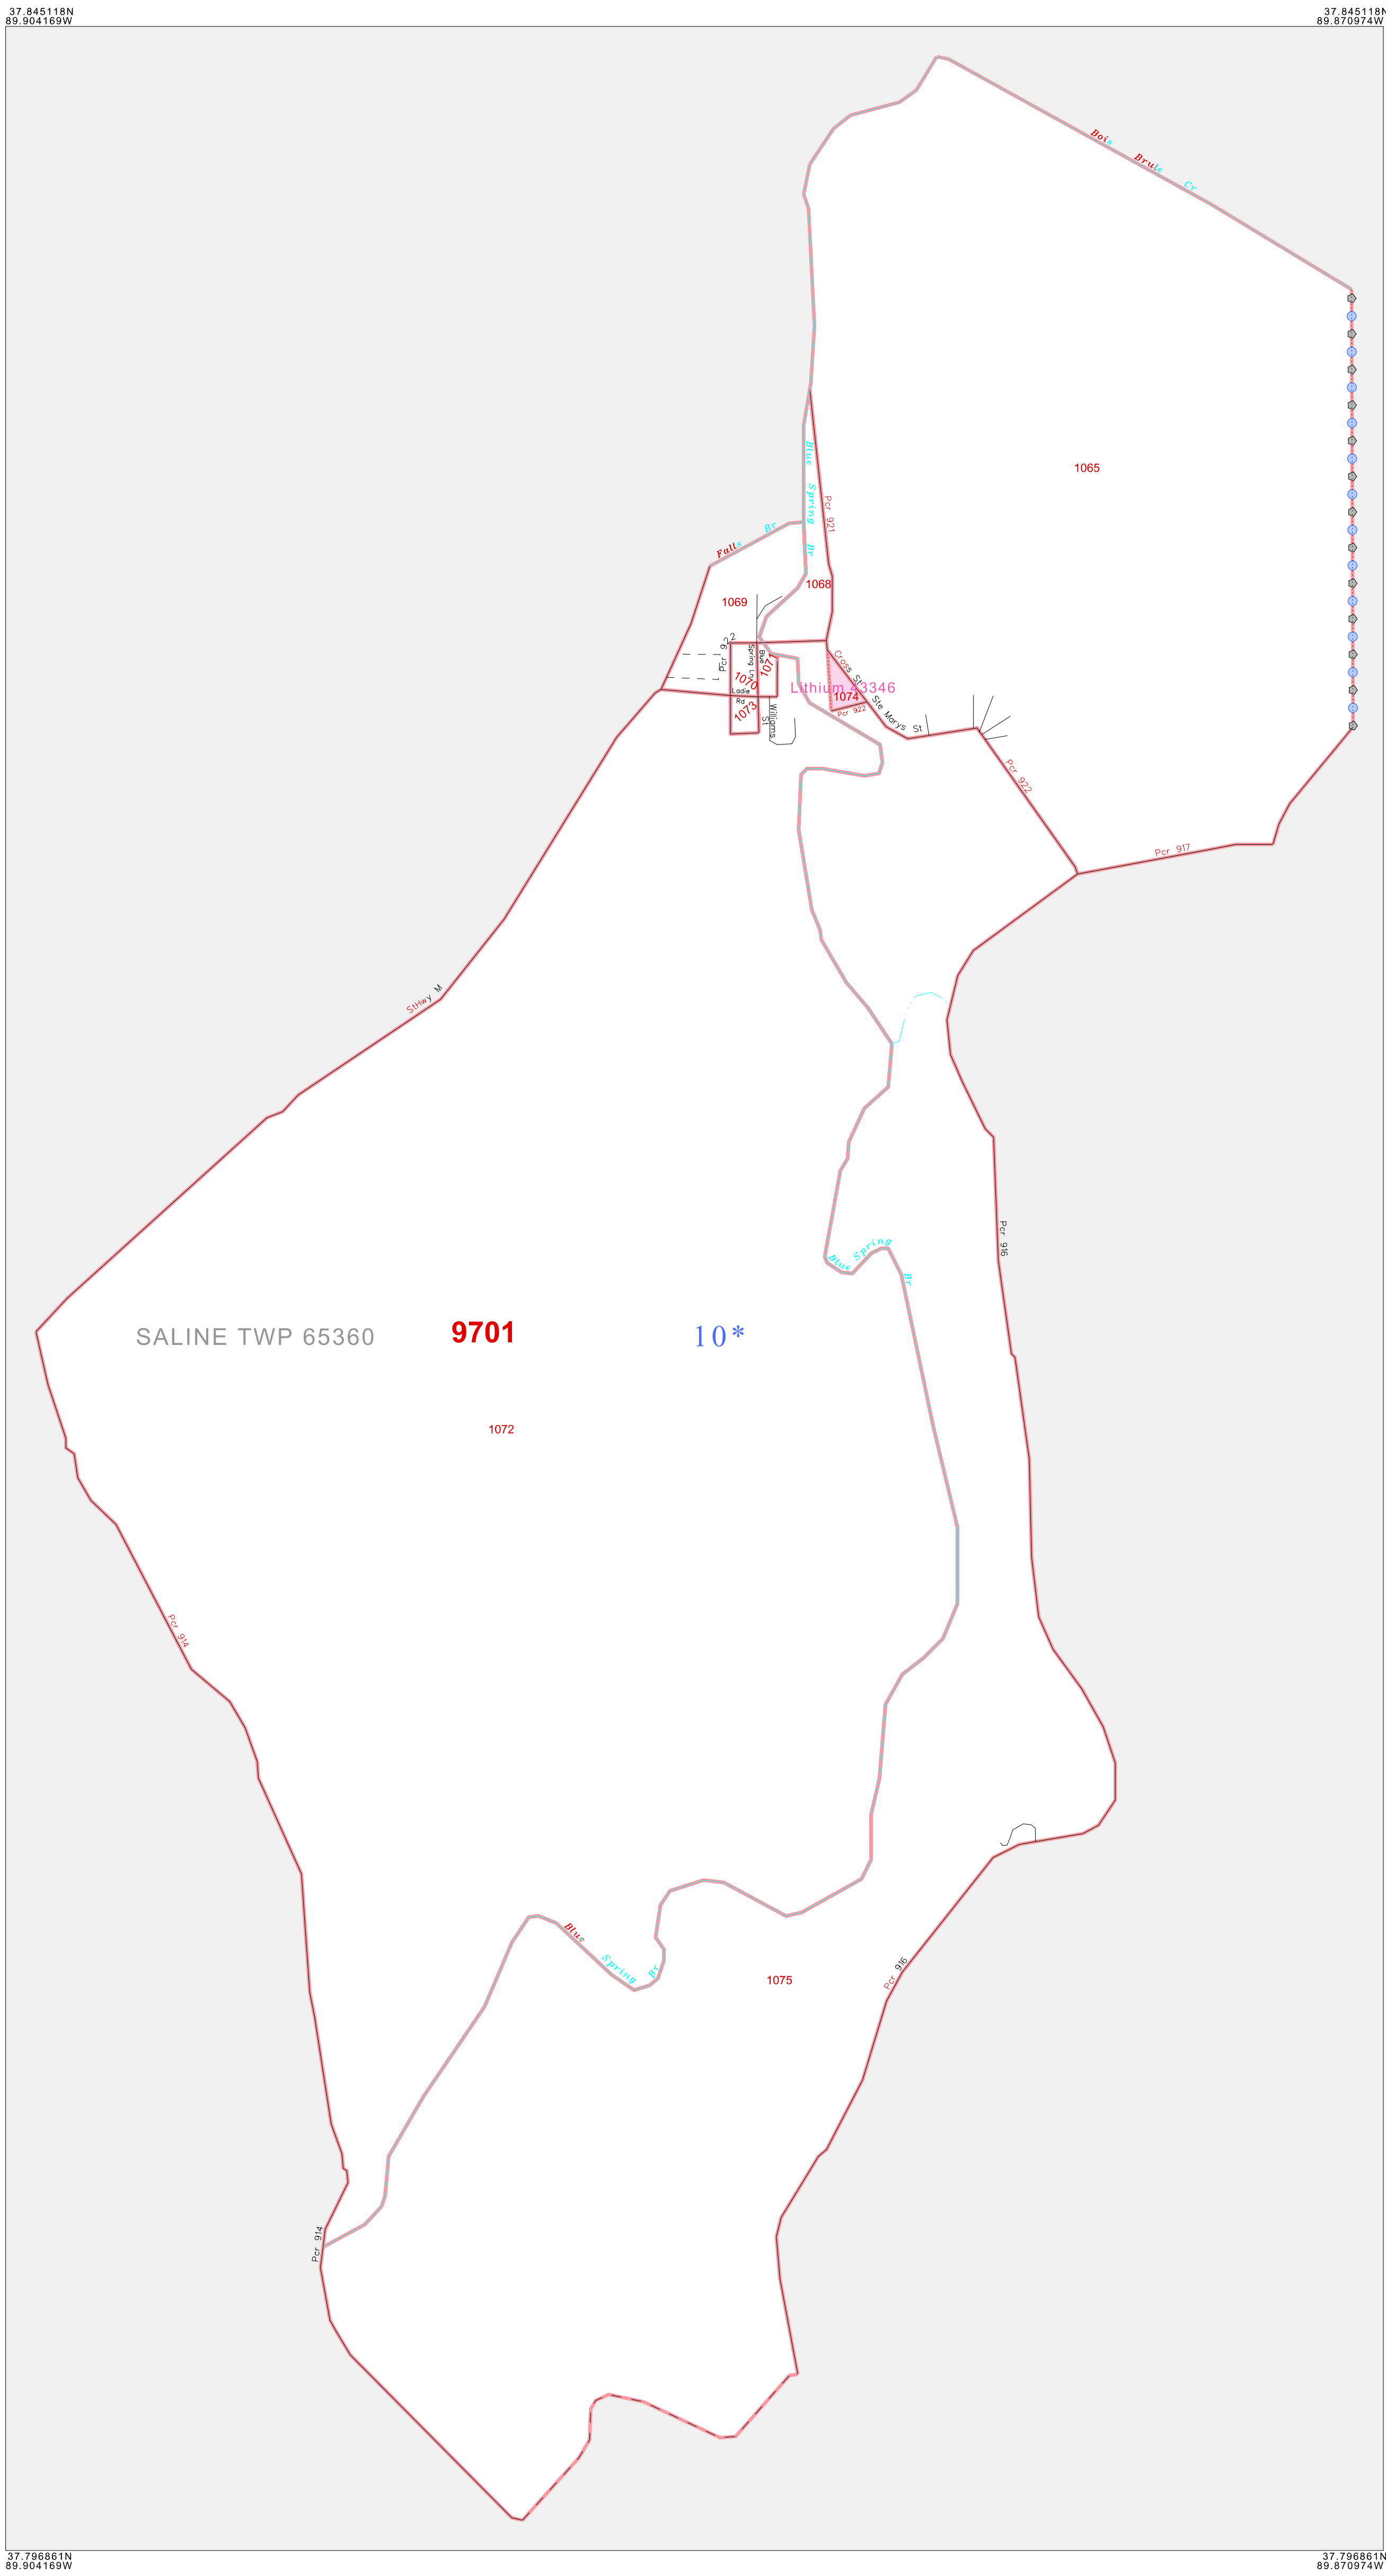 37.845118N
89.904169W
37.845118N
89.870974W
Bois Brule Cr
1065
Blue Spring Br
Pcr 921
Falls Br
1068
1069
Pcr 922
Spring Ln
Blue
1071
1070
Ladie
Rd
1073
Williams St
Cross St
Lithium 43346
1074
Pcr 922
Ste Marys St
Pcr 922
Pcr 917
StHwy M
Pcr 916
Blue Spring Br
SALINE TWP 65360
9701
10*
1072
Pcr 914
Blue Spring Br
1075
Pcr 916
Pcr 914
37.796861N
89.904169W
37.796861N
89.870974W